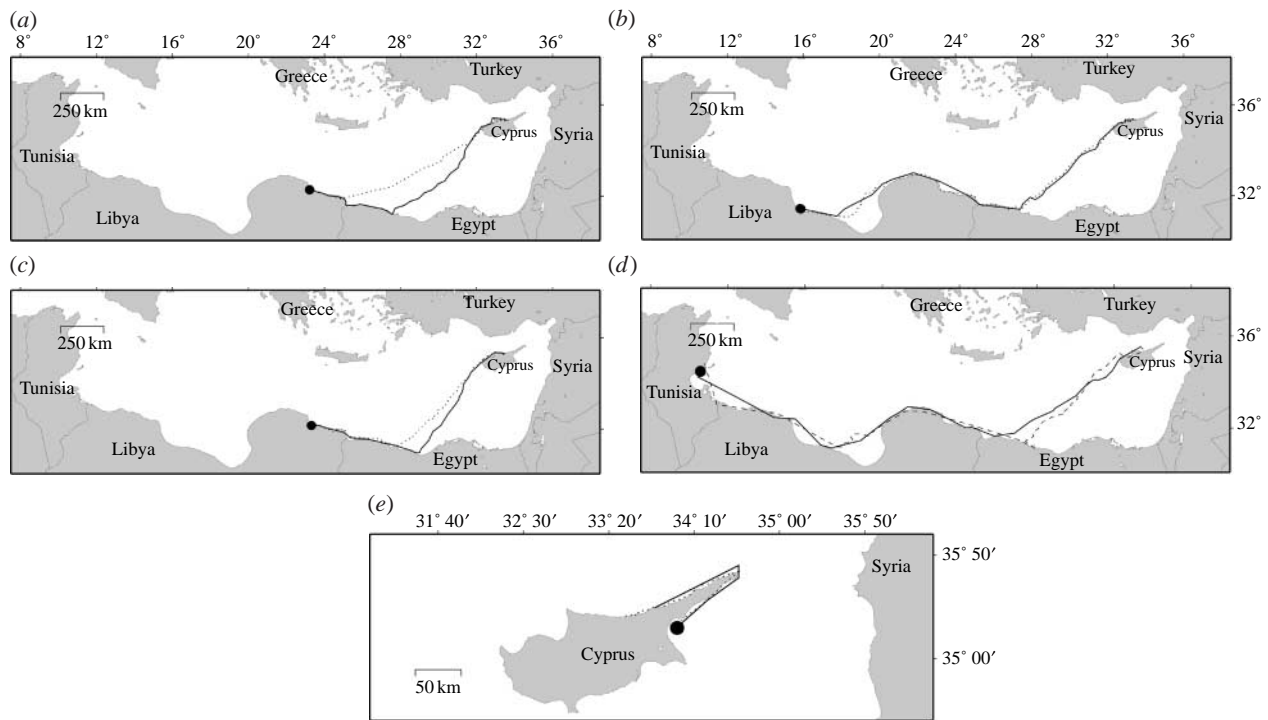 (a)
8° 12° 16° 20° 24° 28° 32° 36°
Greece
Turkey
250 km
Cyprus
Syria
Tunisia
Libya
Egypt
(b)
8° 12° 16° 20° 24° 28° 32° 36°
Greece
Turkey
36°
250 km
Cyprus
Syria
Tunisia
32°
Libya
Egypt
(c)
Greece
Turkey
250 km
Cyprus
Syria
Tunisia
Libya
Egypt
(d)
Greece
Turkey
36°
250 km
Cyprus
Syria
Tunisia
32°
Libya
Egypt
(e)
31° 40′ 32° 30′ 33° 20′ 34° 10′ 35° 00′ 35° 50′
35° 50′
Syria
Cyprus
35° 00′
50 km